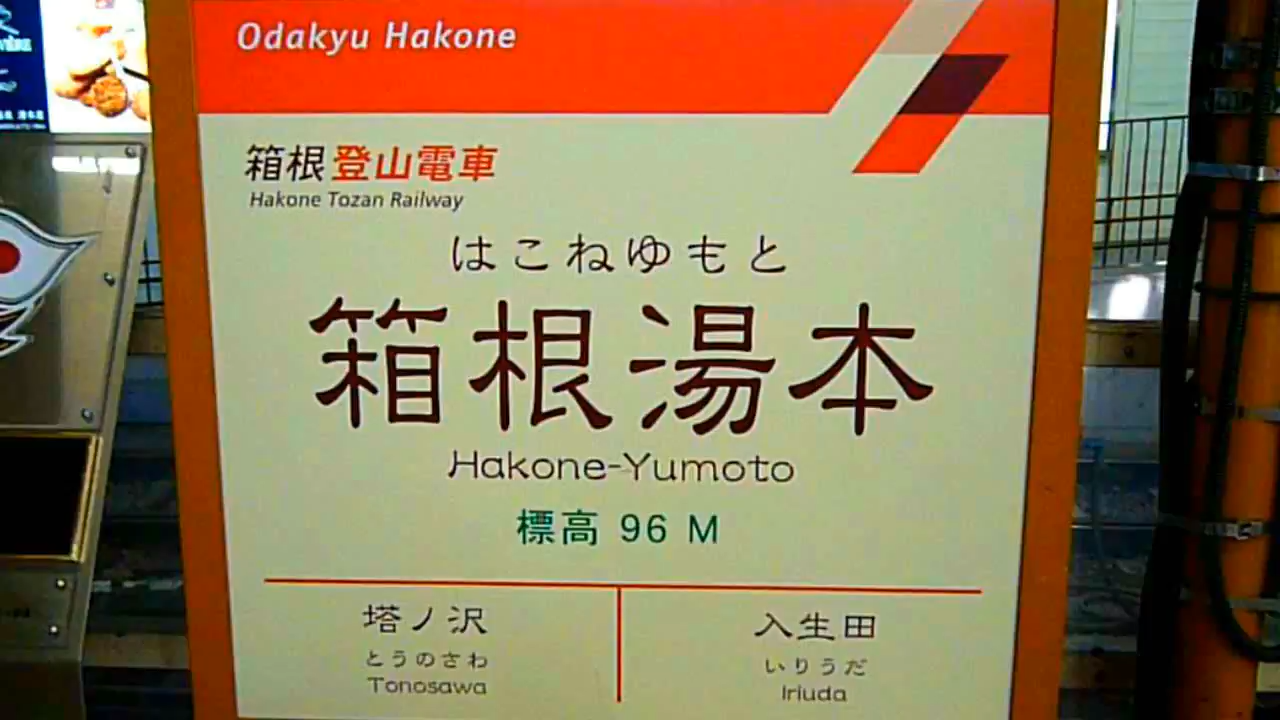 Odakyu Hakone
箱根登山電車
Hakone Tozan Railway
はこねゆもと
箱根湯本
Hakone-Yumoto
標高 96 M
塔ノ沢
とうのさわ
Tonosawa
入生田
いりうだ
Iriuda